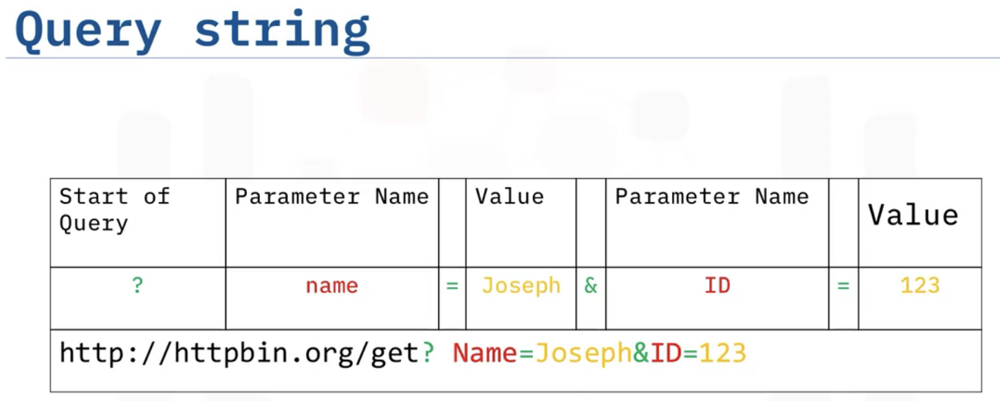 Query string
Start of Query Parameter Name Value Parameter Name Value
? name = Joseph & ID = 123
http://httpbin.org/get? Name=Joseph&ID=123